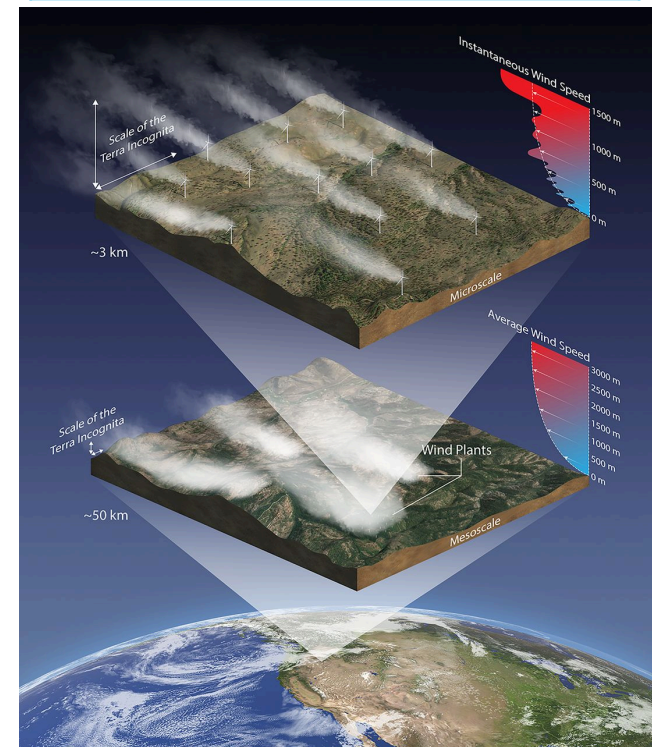 Instantaneous Wind Speed
1500 m
1000 m
500 m
0 m
Scale of the
Terra Incognita
~3 km
Microscale
Average Wind Speed
3000 m
2500 m
2000 m
1500 m
1000 m
500 m
0 m
Scale of the
Terra Incognita
Wind Plants
~50 km
Mesoscale